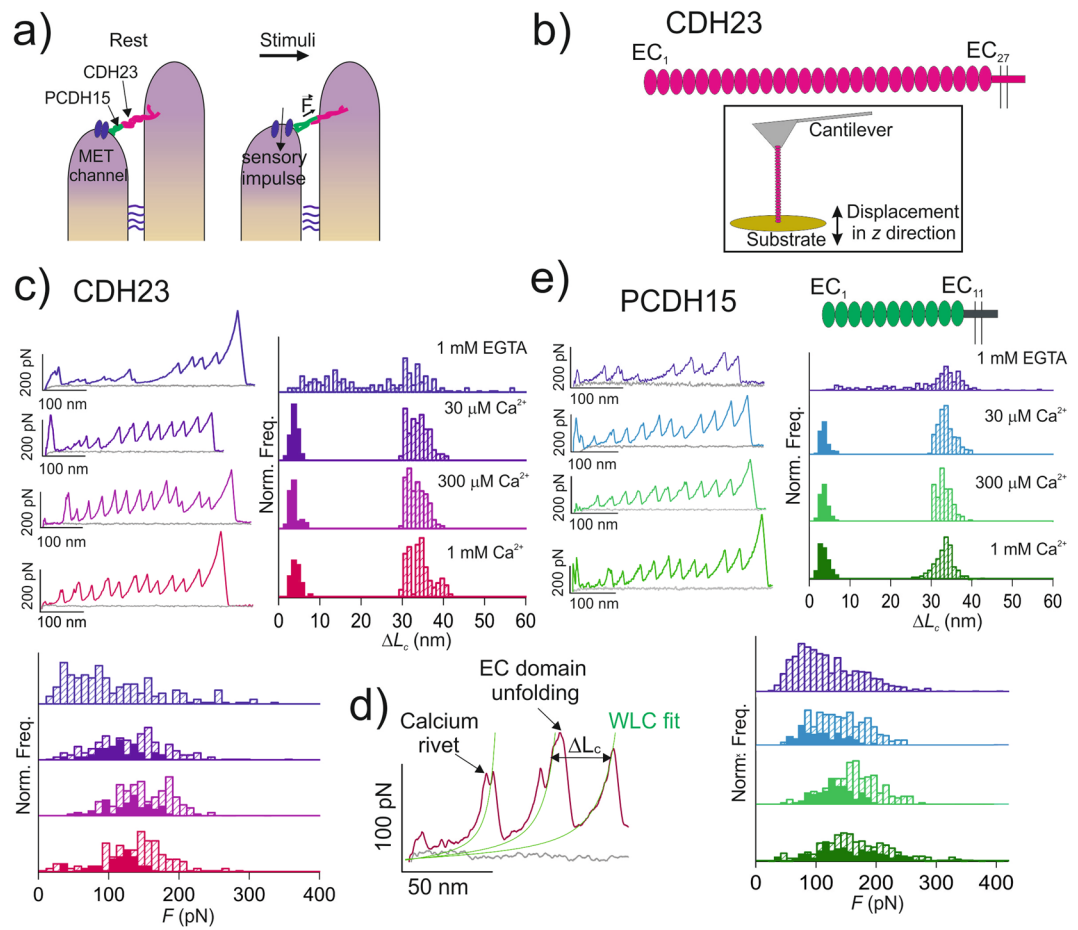 a)
Rest
Stimuli
CDH23
PCDH15
F
MET
channel
sensory
impulse
b)
CDH23
EC₁
EC₂₇
Cantilever
Substrate
Displacement
in z direction
c)
CDH23
200 pN
100 nm
200 pN
100 nm
200 pN
100 nm
200 pN
100 nm
Norm. Freq.
1 mM EGTA
30 µM Ca²⁺
300 µM Ca²⁺
1 mM Ca²⁺
0 10 20 30 40 50 60
ΔL꜀ (nm)
Norm. Freq.
0 100 200 300 400
F (pN)
d)
EC domain
unfolding
Calcium
rivet
WLC fit
ΔL꜀
100 pN
50 nm
e)
PCDH15
EC₁
EC₁₁
200 pN
100 nm
200 pN
100 nm
200 pN
100 nm
200 pN
100 nm
Norm. Freq.
1 mM EGTA
30 µM Ca²⁺
300 µM Ca²⁺
1 mM Ca²⁺
0 10 20 30 40 50 60
ΔL꜀ (nm)
Normˣ Freq.
0 100 200 300 400
F (pN)